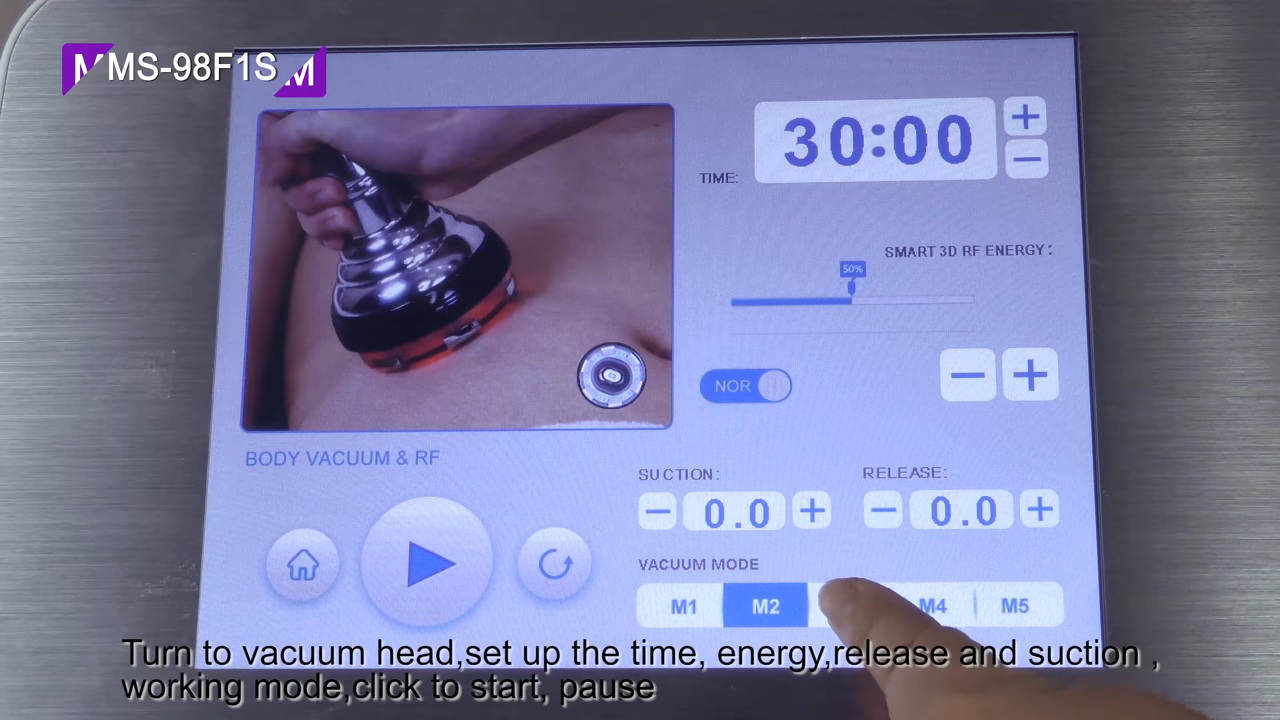 MS-98F1S
30:00
TIME:
SMART 3D RF ENERGY:
50%
NOR
BODY VACUUM & RF
SUCTION:
RELEASE:
0.0
0.0
VACUUM MODE
M1 M2 M4 M5
Turn to vacuum head,set up the time, energy,release and suction ,
working mode,click to start, pause